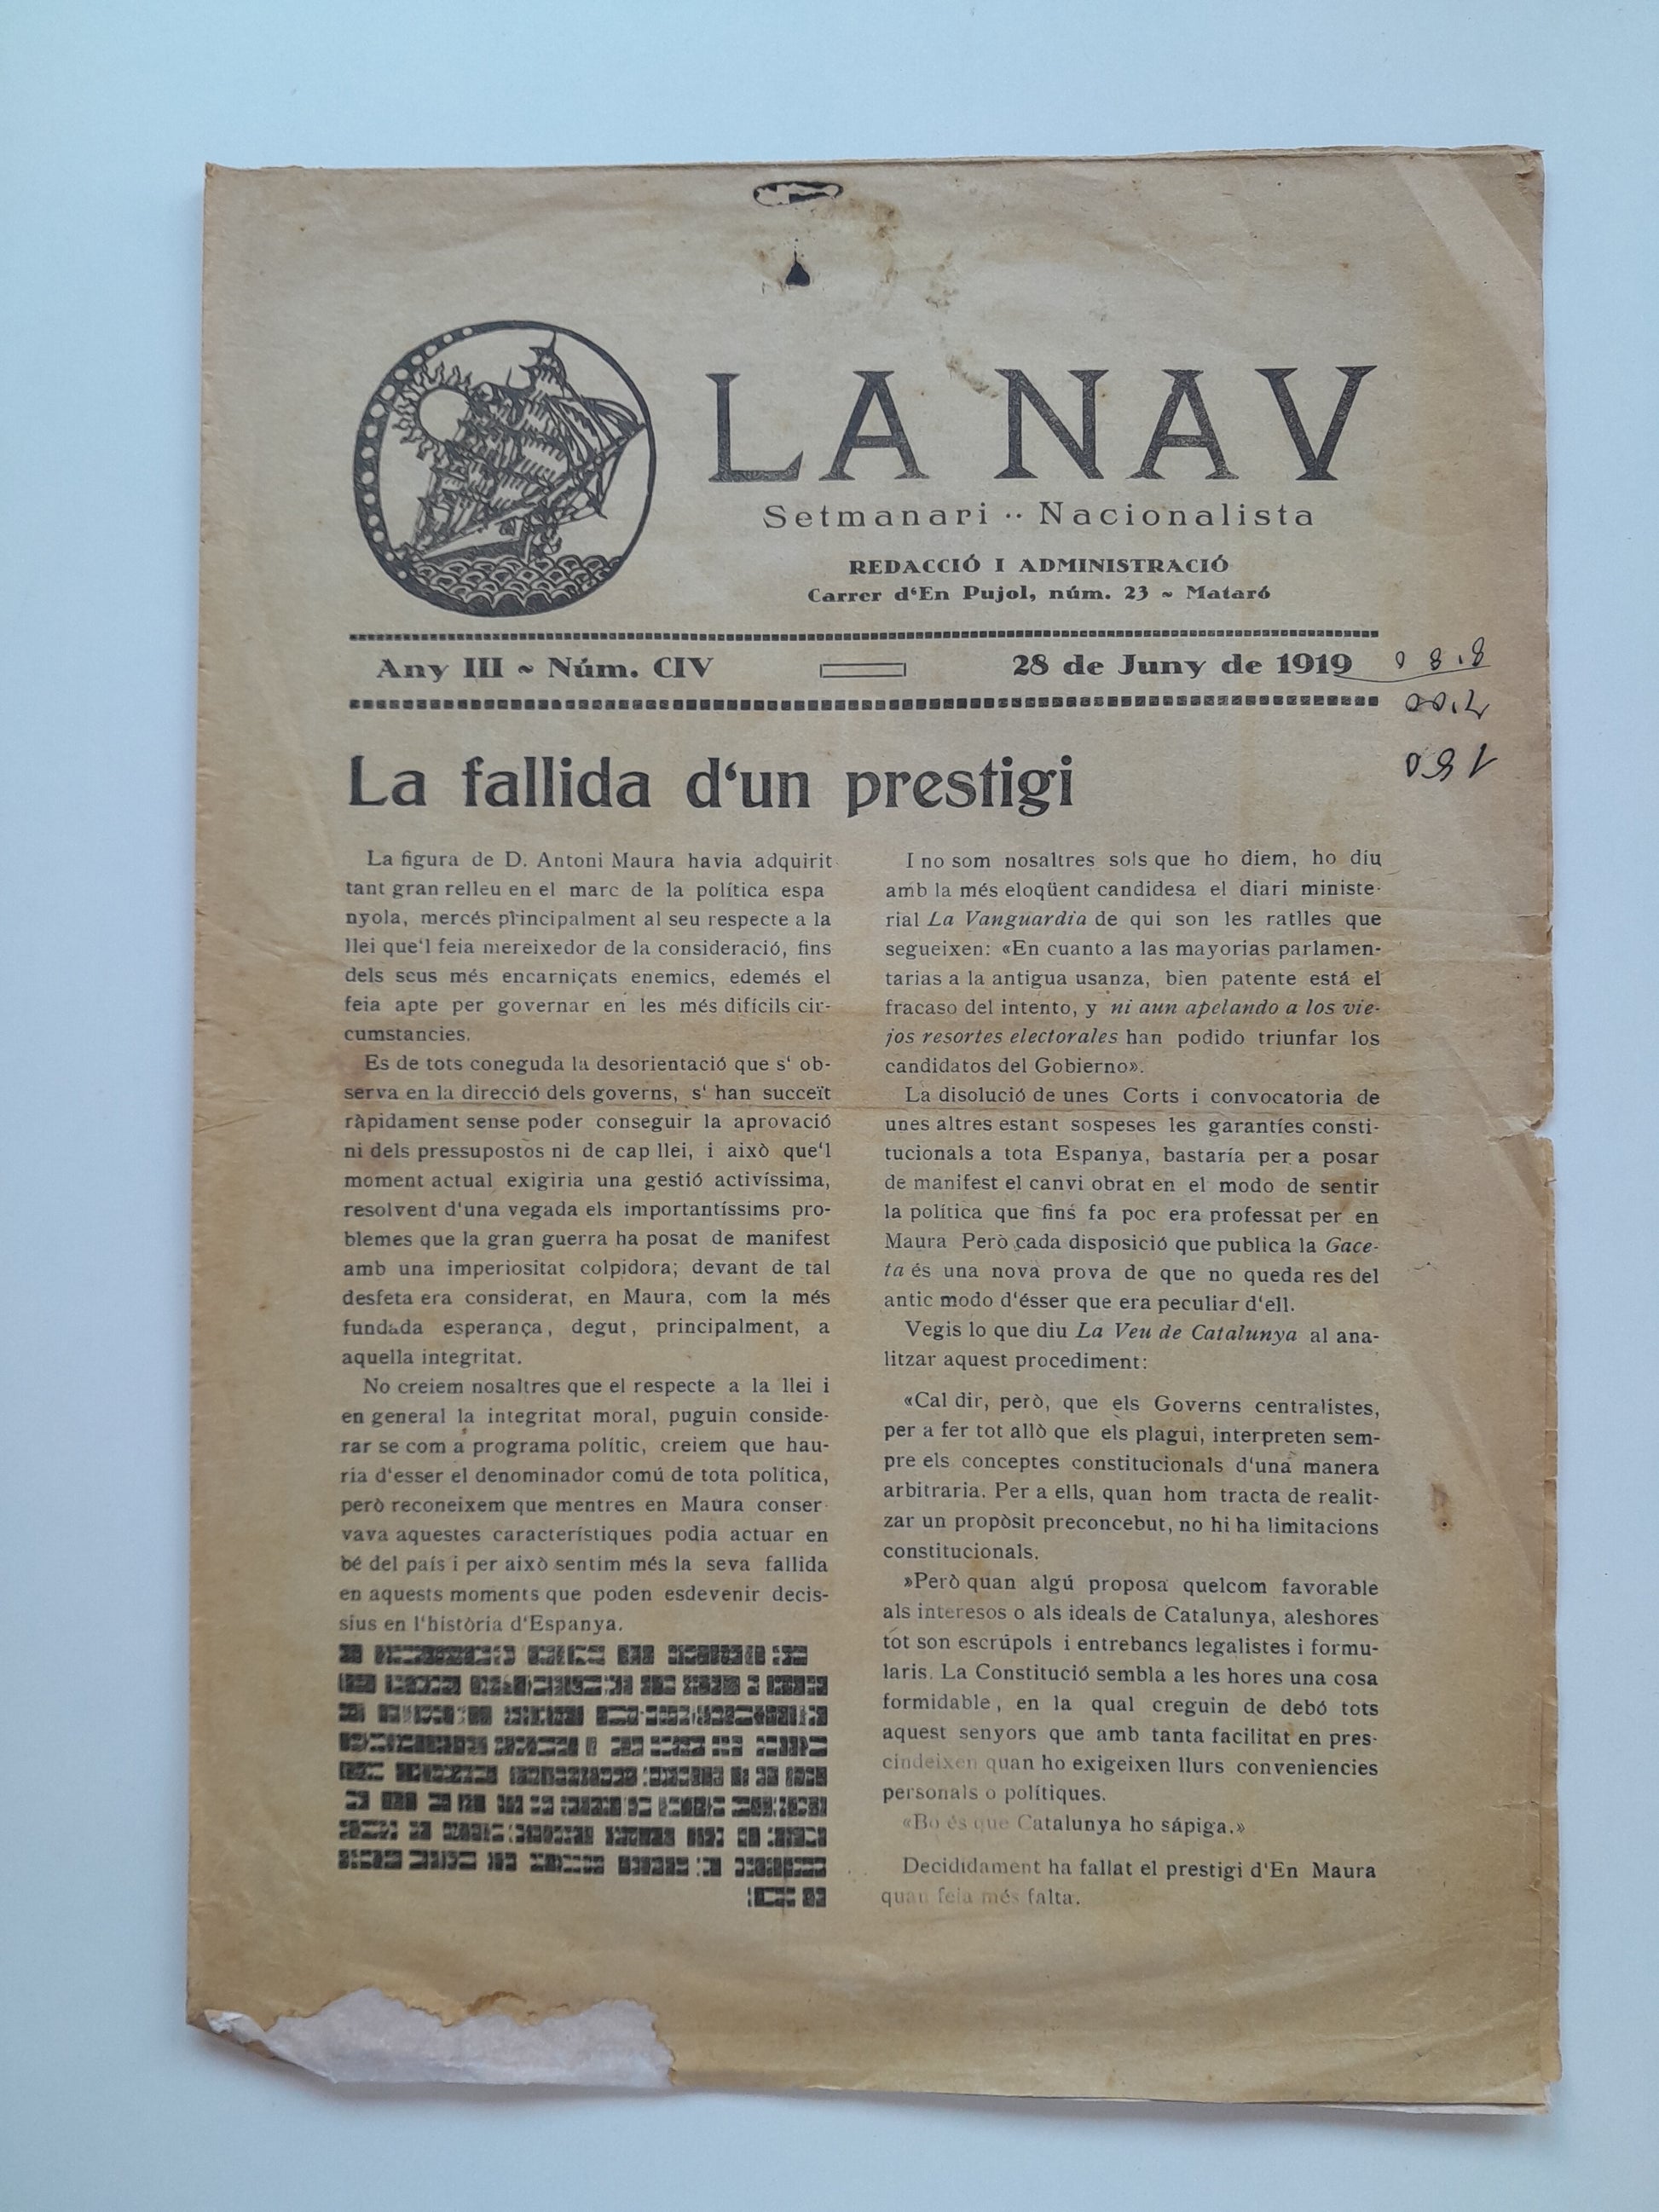 LA NAV
Setmanari ·· Nacionalista
REDACCIÓ I ADMINISTRACIÓ
Carrer d‘En Pujol, núm. 23 ~ Mataró
Any III ~ Núm. CIV
28 de Juny de 1919
La fallida d‘un prestigi
La figura de D. Antoni Maura havia adquirit
tant gran relleu en el marc de la política espa
nyola, mercés principalment al seu respecte a la
llei que‘l feia mereixedor de la consideració, fins
dels seus més encarniçats enemics, edemés el
feia apte per governar en les més difícils cir-
cumstancies.
Es de tots coneguda la desorientació que s‘ ob-
serva en la direcció dels governs, s‘ han succeït
ràpidament sense poder conseguir la aprovació
ni dels pressupostos ni de cap llei, i això que‘l
moment actual exigiria una gestió activíssima,
resolvent d‘una vegada els importantíssims pro-
blemes que la gran guerra ha posat de manifest
amb una imperiositat colpidora; devant de tal
desfeta era considerat, en Maura, com la més
fundada esperança, degut, principalment, a
aquella integritat.
No creiem nosaltres que el respecte a la llei i
en general la integritat moral, puguin conside-
rar se com a programa polític, creiem que hau-
ria d‘esser el denominador comú de tota política,
però reconeixem que mentres en Maura conser-
vava aquestes característiques podia actuar en
bé del país i per això sentim més la seva fallida
en aquests moments que poden esdevenir decis-
sius en l‘història d‘Espanya.
I no som nosaltres sols que ho diem, ho diu
amb la més eloqüent candidesa el diari ministe-
rial La Vanguardia de qui son les ratlles que
segueixen: «En cuanto a las mayorias parlamen-
tarias a la antigua usanza, bien patente está el
fracaso del intento, y ni aun apelando a los vie-
jos resortes electorales han podido triunfar los
candidatos del Gobierno».
La disolució de unes Corts i convocatoria de
unes altres estant sospeses les garantíes consti-
tucionals a tota Espanya, bastaría per a posar
de manifest el canvi obrat en el modo de sentir
la política que fins fa poc era professat per en
Maura Però cada disposició que publica la Gace-
ta és una nova prova de que no queda res del
antic modo d‘ésser que era peculiar d‘ell.
Vegis lo que diu La Veu de Catalunya al ana-
litzar aquest procediment:
«Cal dir, però, que els Governs centralistes,
per a fer tot allò que els plagui, interpreten sem-
pre els conceptes constitucionals d‘una manera
arbitraria. Per a ells, quan hom tracta de realit-
zar un propòsit preconcebut, no hi ha limitacions
constitucionals.
»Però quan algú proposa quelcom favorable
als interesos o als ideals de Catalunya, aleshores
tot son escrúpols i entrebancs legalistes i formu-
laris. La Constitució sembla a les hores una cosa
formidable, en la qual creguin de debó tots
aquest senyors que amb tanta facilitat en pres-
cindeixen quan ho exigeixen llurs conveniencies
personals o polítiques.
«Bo és que Catalunya ho sápiga.»
Decididament ha fallat el prestigi d‘En Maura
quan feia més falta.